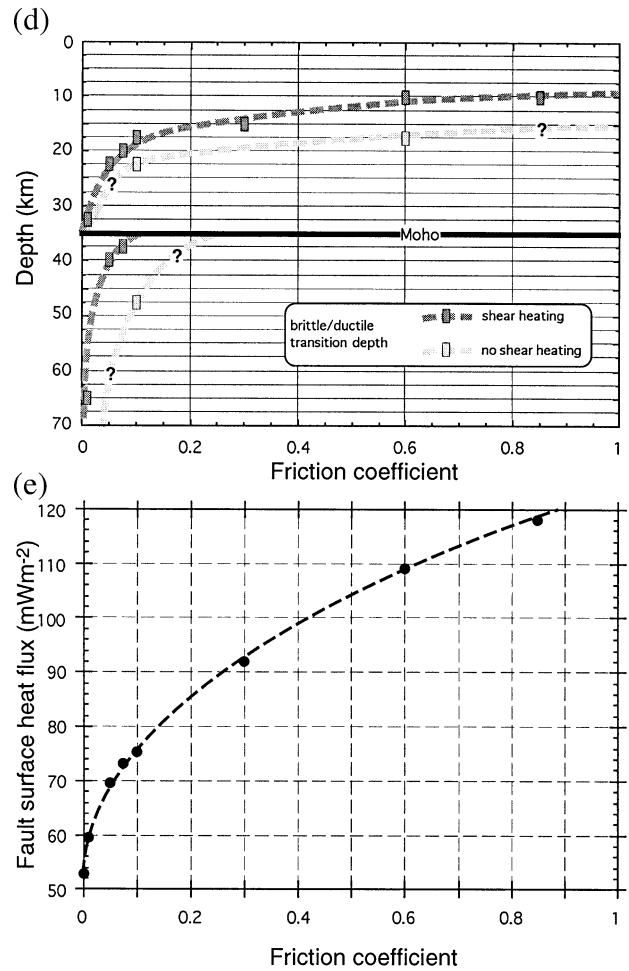 (d)
0
10
20
30
40
50
60
70
Depth (km)
?
?
?
?
?
Moho
brittle/ductile
transition depth
shear heating
no shear heating
0 0.2 0.4 0.6 0.8 1
Friction coefficient
(e)
120
110
100
90
80
70
60
50
Fault surface heat flux (mWm-2)
0 0.2 0.4 0.6 0.8 1
Friction coefficient